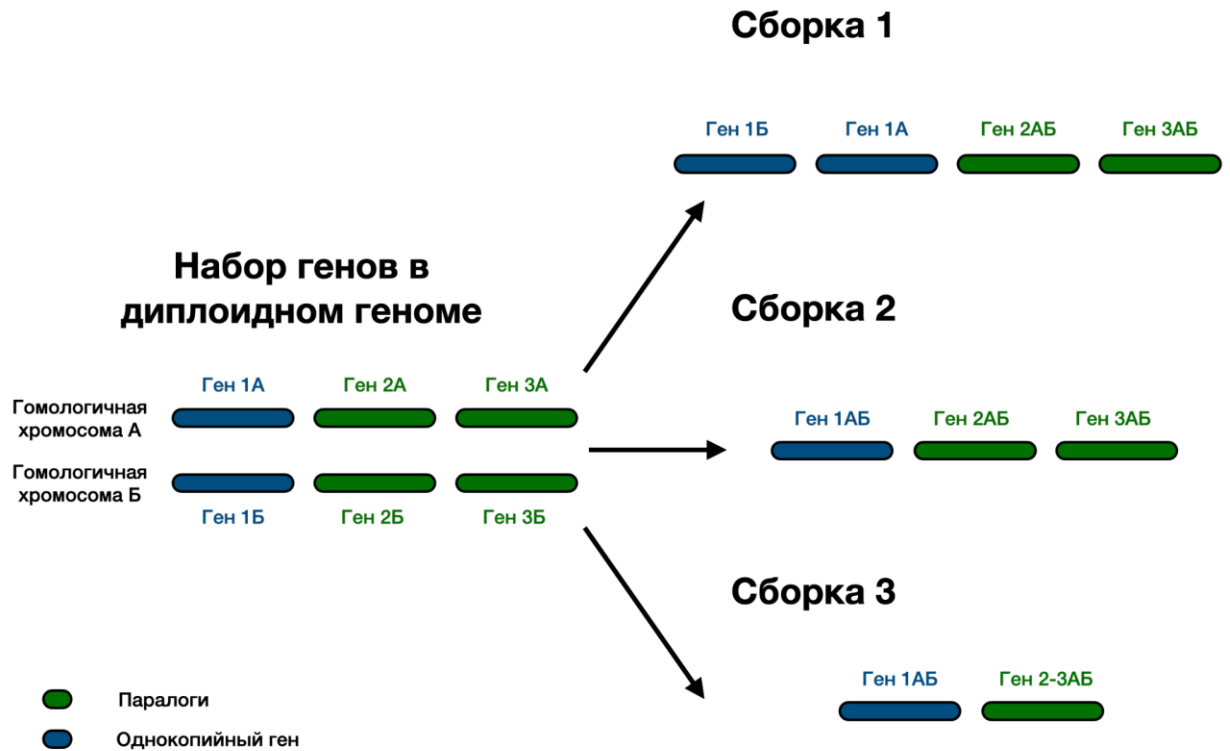 Сборка 1
Ген 1Б
Ген 1А
Ген 2АБ
Ген 3АБ
Набор генов в
диплоидном геноме
Ген 1А
Ген 2А
Ген 3А
Гомологичная
хромосома А
Гомологичная
хромосома Б
Ген 1Б
Ген 2Б
Ген 3Б
Сборка 2
Ген 1АБ
Ген 2АБ
Ген 3АБ
Сборка 3
Ген 1АБ
Ген 2-3АБ
Паралоги
Однокопийный ген